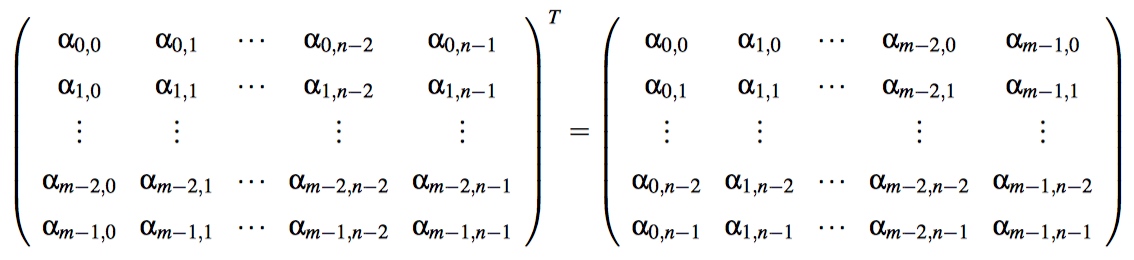 α0,0 α0,1 ⋯ α0,n−2 α0,n−1 T α0,0 α1,0 ⋯ αm−2,0 αm−1,0
α1,0 α1,1 ⋯ α1,n−2 α1,n−1 α0,1 α1,1 ⋯ αm−2,1 αm−1,1
⋮ ⋮ ⋮ ⋮ = ⋮ ⋮ ⋮ ⋮
αm−2,0 αm−2,1 ⋯ αm−2,n−2 αm−2,n−1 α0,n−2 α1,n−2 ⋯ αm−2,n−2 αm−1,n−2
αm−1,0 αm−1,1 ⋯ αm−1,n−2 αm−1,n−1 α0,n−1 α1,n−1 ⋯ αm−2,n−1 αm−1,n−1